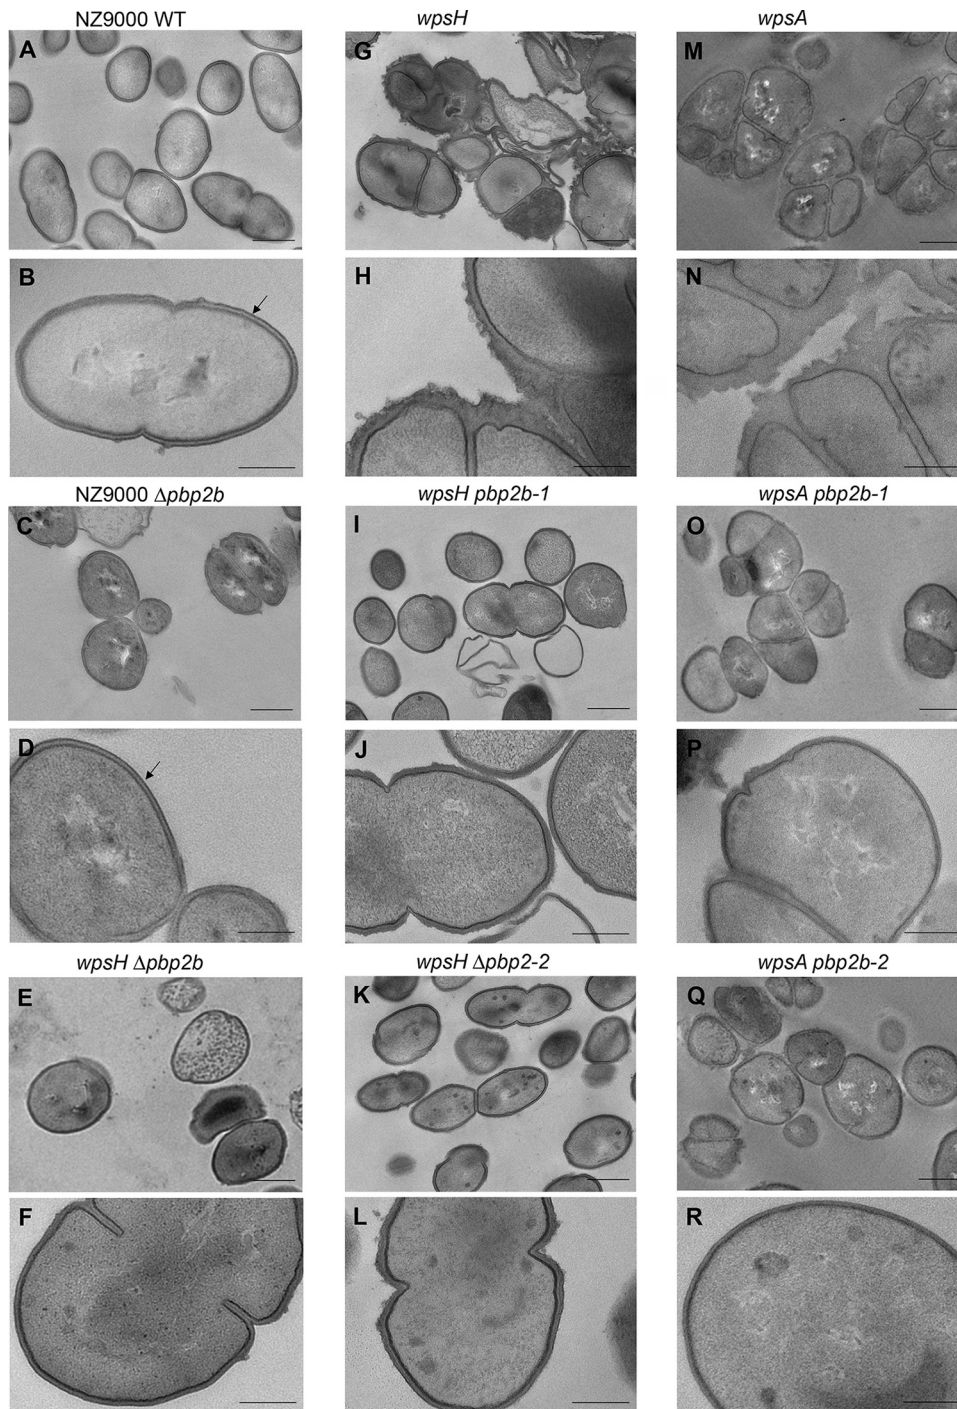 NZ9000 WT
wpsH
wpsA
A
G
M
B
H
N
NZ9000 Δpbp2b
wpsH pbp2b-1
wpsA pbp2b-1
C
I
O
D
J
P
wpsH Δpbp2b
wpsH Δpbp2-2
wpsA pbp2b-2
E
K
Q
F
L
R